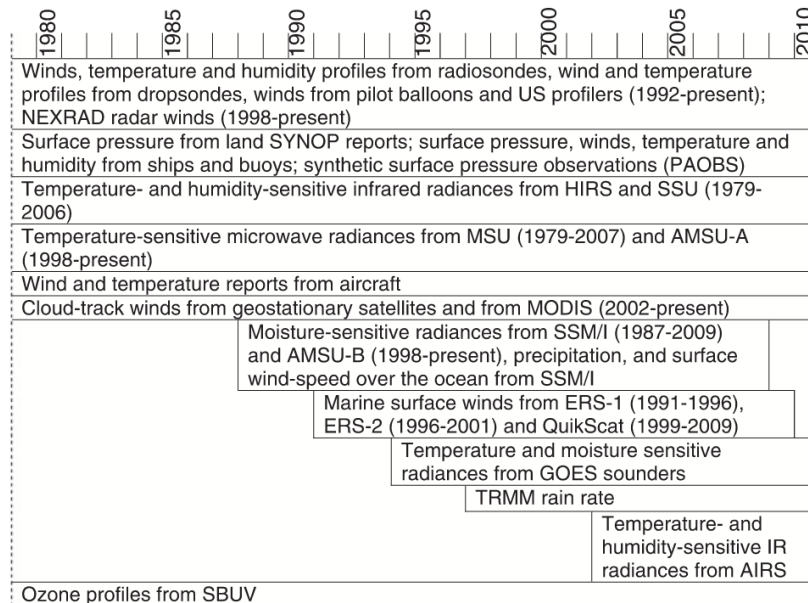 1980 1985 1990 1995 2000 2005 2010
Winds, temperature and humidity profiles from radiosondes, wind and temperature
profiles from dropsondes, winds from pilot balloons and US profilers (1992-present);
NEXRAD radar winds (1998-present)
Surface pressure from land SYNOP reports; surface pressure, winds, temperature and
humidity from ships and buoys; synthetic surface pressure observations (PAOBS)
Temperature- and humidity-sensitive infrared radiances from HIRS and SSU (1979-
2006)
Temperature-sensitive microwave radiances from MSU (1979-2007) and AMSU-A
(1998-present)
Wind and temperature reports from aircraft
Cloud-track winds from geostationary satellites and from MODIS (2002-present)
Moisture-sensitive radiances from SSM/I (1987-2009)
and AMSU-B (1998-present), precipitation, and surface
wind-speed over the ocean from SSM/I
Marine surface winds from ERS-1 (1991-1996),
ERS-2 (1996-2001) and QuikScat (1999-2009)
Temperature and moisture sensitive
radiances from GOES sounders
TRMM rain rate
Temperature- and
humidity-sensitive IR
radiances from AIRS
Ozone profiles from SBUV